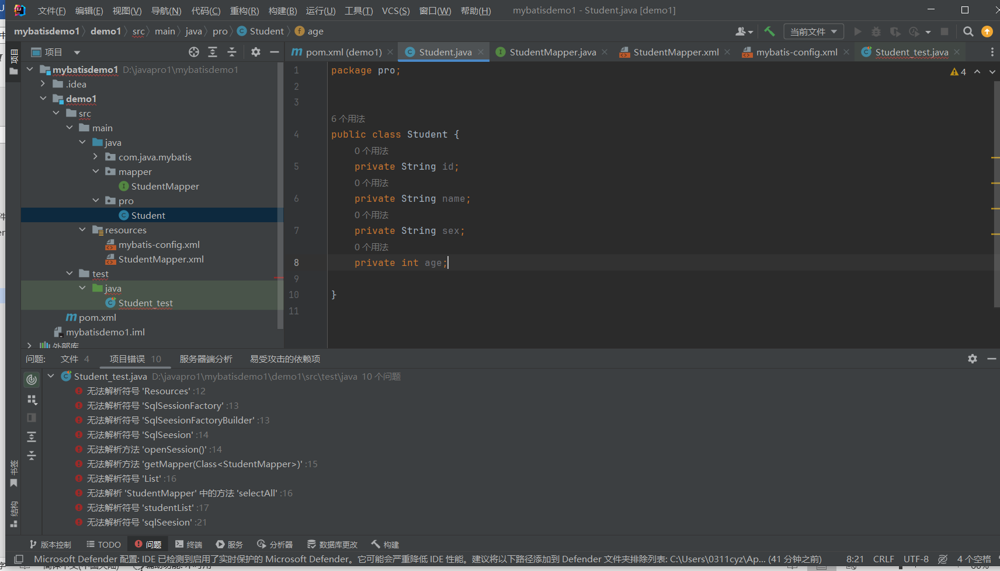 文件(F) 编辑(E) 视图(V) 导航(N) 代码(C) 重构(R) 构建(B) 运行(U) 工具(T) VCS(S) 窗口(W) 帮助(H) mybatisdemo1 - Student.java [demo1]
mybatisdemo1 demo1 src main java pro Student age 当前文件
项目 pom.xml (demo1) Student.java StudentMapper.java StudentMapper.xml mybatis-config.xml Student_test.java
项目
mybatisdemo1 D:\javapro1\mybatisdemo1
.idea
demo1
src
main
java
com.java.mybatis
mapper
StudentMapper
pro
Student
resources
mybatis-config.xml
StudentMapper.xml
test
java
Student_test
pom.xml
mybatisdemo1.iml
外部库
4
1 package pro;
2
3
6 个用法
4 public class Student {
0 个用法
5 private String id;
0 个用法
6 private String name;
0 个用法
7 private String sex;
0 个用法
8 private int age;
9
10 }
11
问题: 文件 4 项目错误 10 服务器端分析 易受攻击的依赖项
Student_test.java D:\javapro1\mybatisdemo1\demo1\src\test\java 10 个问题
无法解析符号 'Resources' :12
无法解析符号 'SqlSessionFactory' :13
无法解析符号 'SqlSeesionFactoryBuilder' :13
无法解析符号 'SqlSeesion' :14
无法解析方法 'openSession()' :14
无法解析方法 'getMapper(Class<StudentMapper>)' :15
无法解析符号 'List' :16
无法解析 'StudentMapper' 中的方法 'selectAll' :16
无法解析符号 'studentList' :17
无法解析符号 'sqlSeesion' :21
书签
结构
版本控制 TODO 问题 终端 服务 分析器 数据库更改 构建
Microsoft Defender 配置: IDE 已检测到启用了实时保护的 Microsoft Defender。它可能会严重降低 IDE 性能。建议将以下路径添加到 Defender 文件夹排除列表: C:\Users\0311cyz\Ap... (41 分钟之前) 8:21 CRLF UTF-8 4 个空格